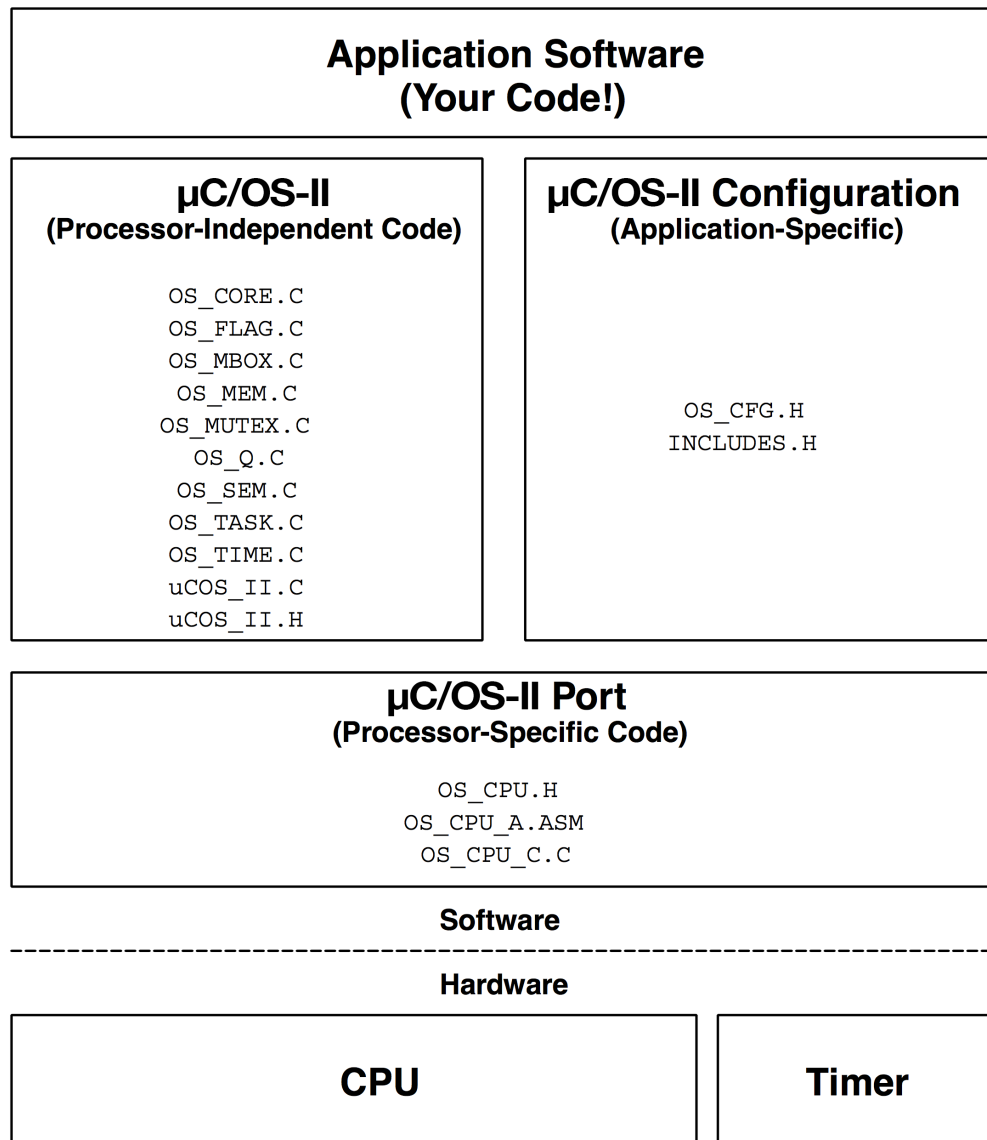 Application Software
(Your Code!)
µC/OS-II
(Processor-Independent Code)
OS_CORE.C
OS_FLAG.C
OS_MBOX.C
OS_MEM.C
OS_MUTEX.C
OS_Q.C
OS_SEM.C
OS_TASK.C
OS_TIME.C
uCOS_II.C
uCOS_II.H
µC/OS-II Configuration
(Application-Specific)
OS_CFG.H
INCLUDES.H
µC/OS-II Port
(Processor-Specific Code)
OS_CPU.H
OS_CPU_A.ASM
OS_CPU_C.C
Software
Hardware
CPU
Timer